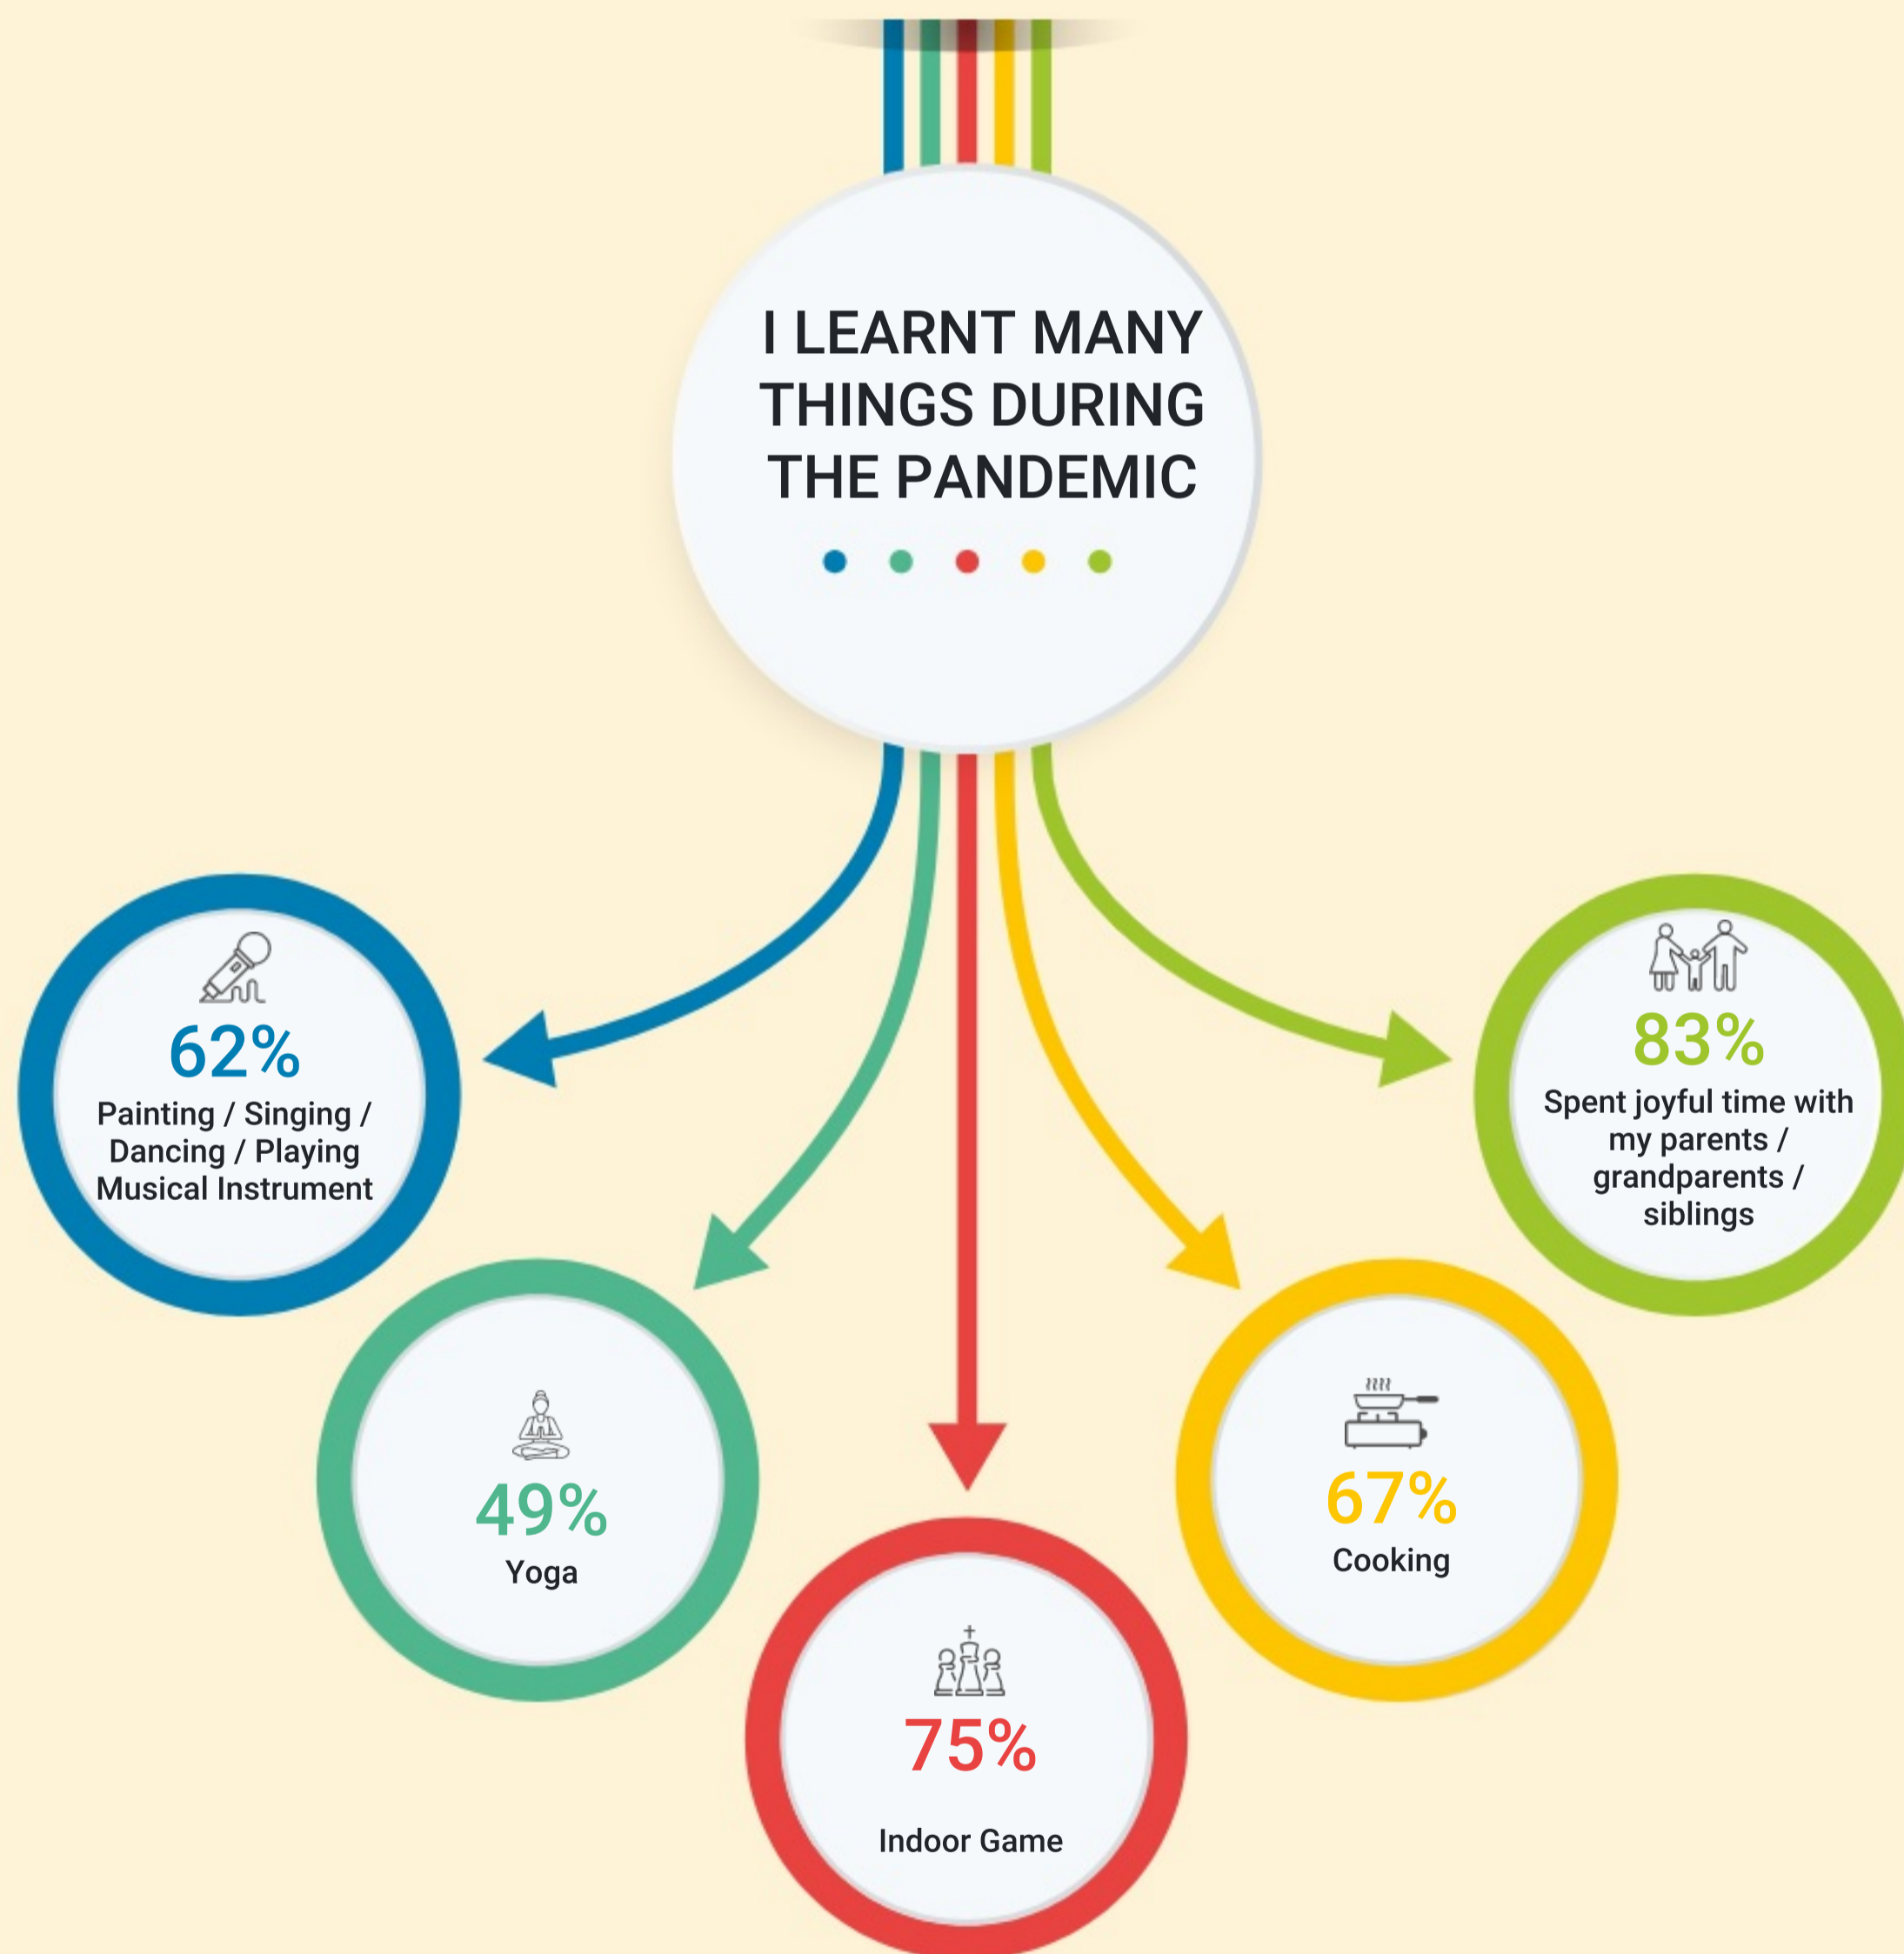 I LEARNT MANY
THINGS DURING
THE PANDEMIC
62%
Painting / Singing /
Dancing / Playing
Musical Instrument
49%
Yoga
75%
Indoor Game
67%
Cooking
83%
Spent joyful time with
my parents /
grandparents /
siblings